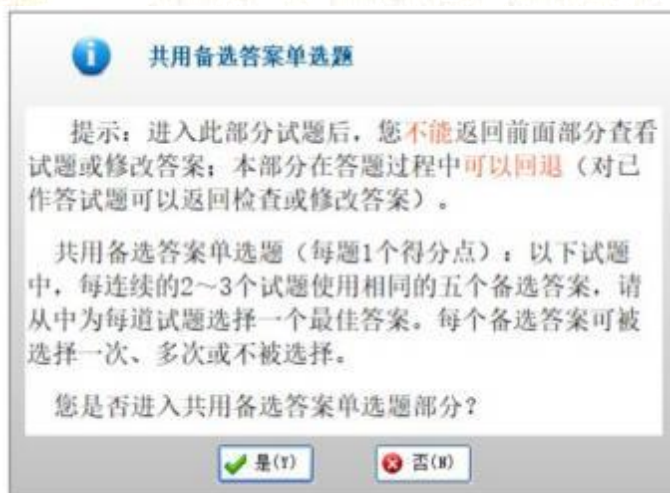 共用备选答案单选题
提示：进入此部分试题后，您不能返回前面部分查看
试题或修改答案；本部分在答题过程中可以回退（对已
作答试题可以返回检查或修改答案）。
共用备选答案单选题（每题1个得分点）：以下试题
中，每连续的2～3个试题使用相同的五个备选答案，请
从中为每道试题选择一个最佳答案。每个备选答案可被
选择一次、多次或不被选择。
您是否进入共用备选答案单选题部分？
是(Y) 否(N)